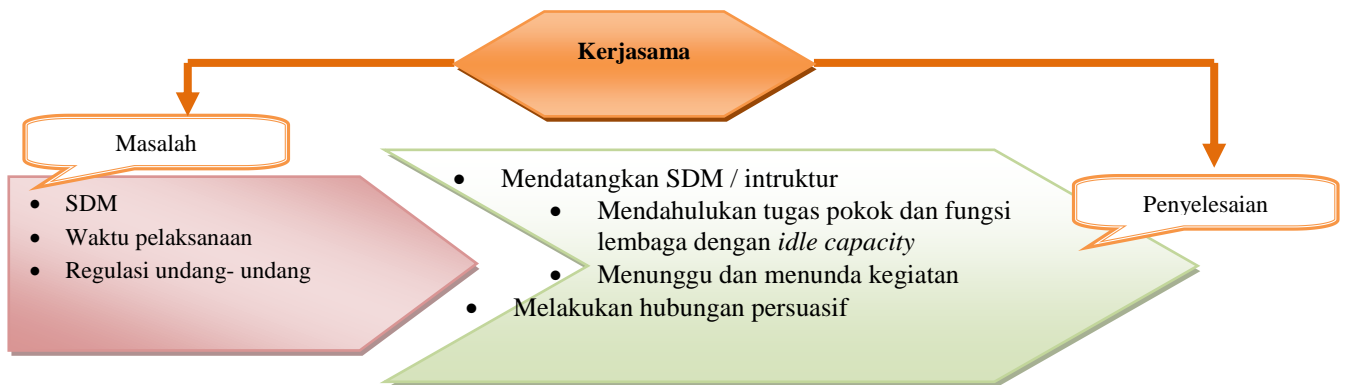 Kerjasama
Masalah
• SDM
• Waktu pelaksanaan
• Regulasi undang- undang
• Mendatangkan SDM / intruktur
• Mendahulukan tugas pokok dan fungsi
lembaga dengan idle capacity
• Menunggu dan menunda kegiatan
• Melakukan hubungan persuasif
Penyelesaian